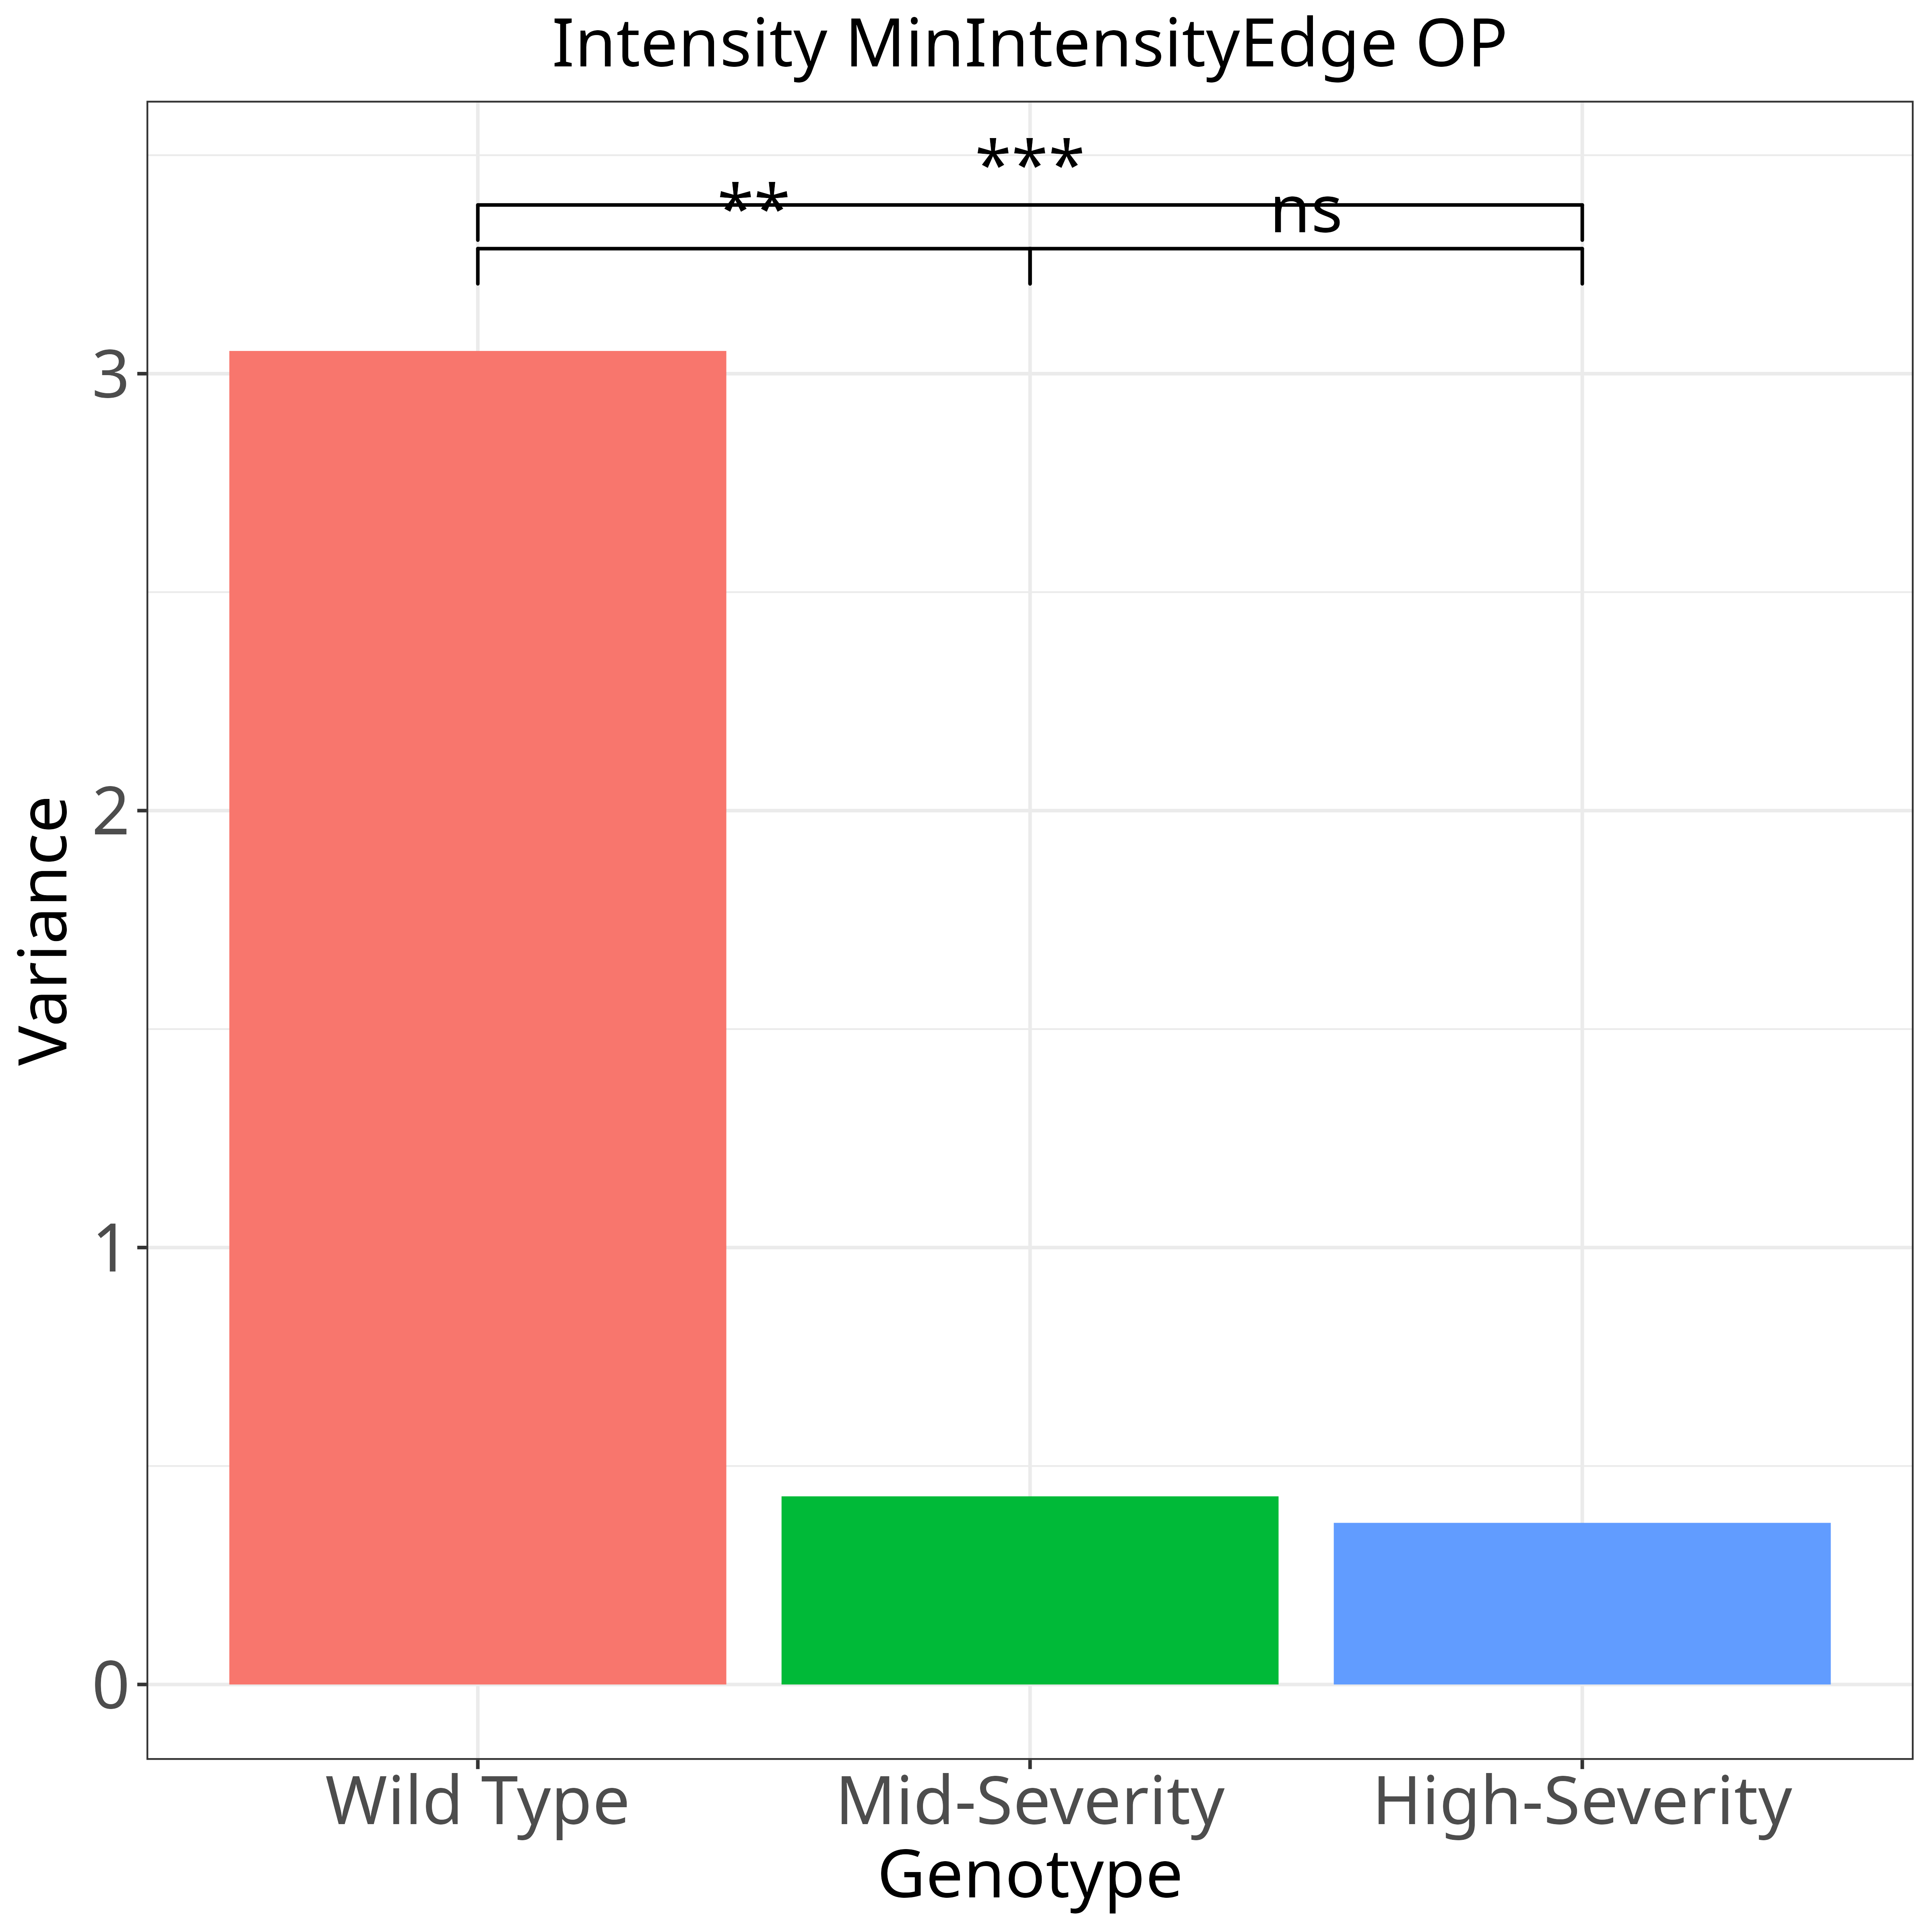 Intensity MinIntensityEdge OP
***
**
ns
3
2
1
0
Variance
Wild Type
Mid-Severity
High-Severity
Genotype